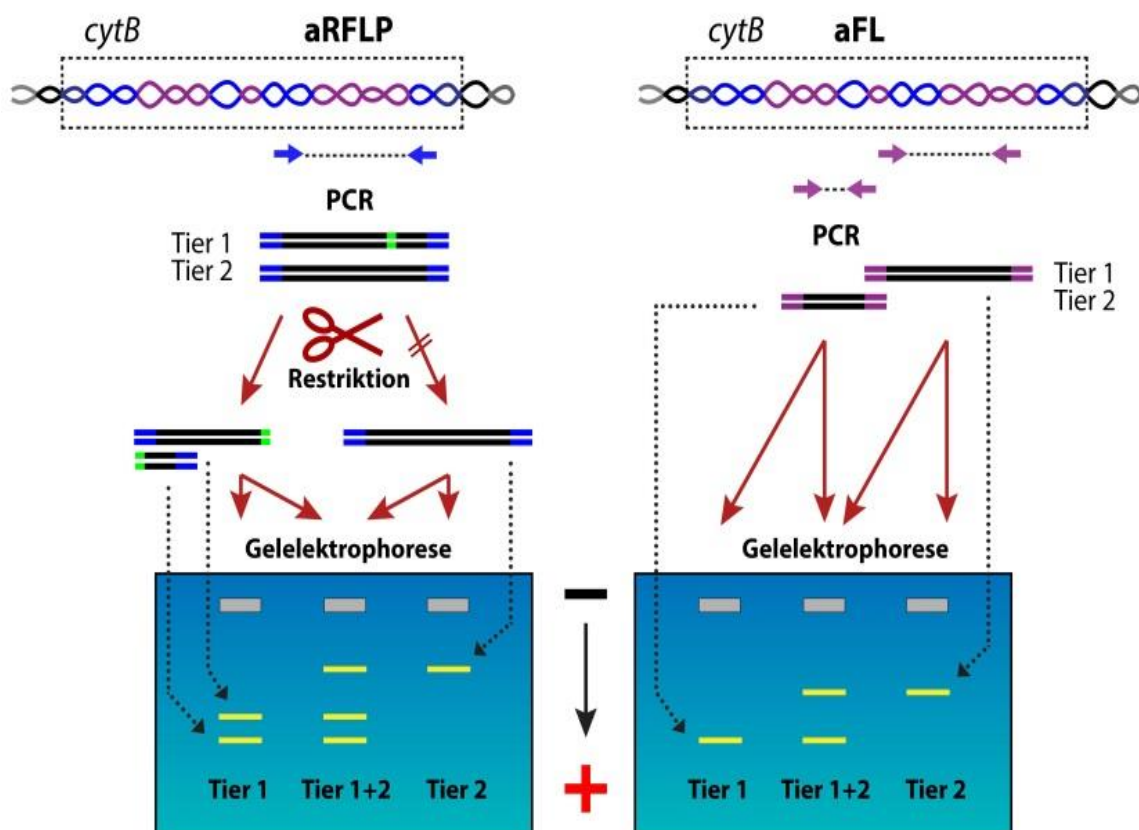 cytB aRFLP
PCR
Tier 1
Tier 2
Restriktion
Gelelektrophorese
Tier 1 Tier 1+2 Tier 2
cytB aFL
PCR
Tier 1
Tier 2
Gelelektrophorese
Tier 1 Tier 1+2 Tier 2